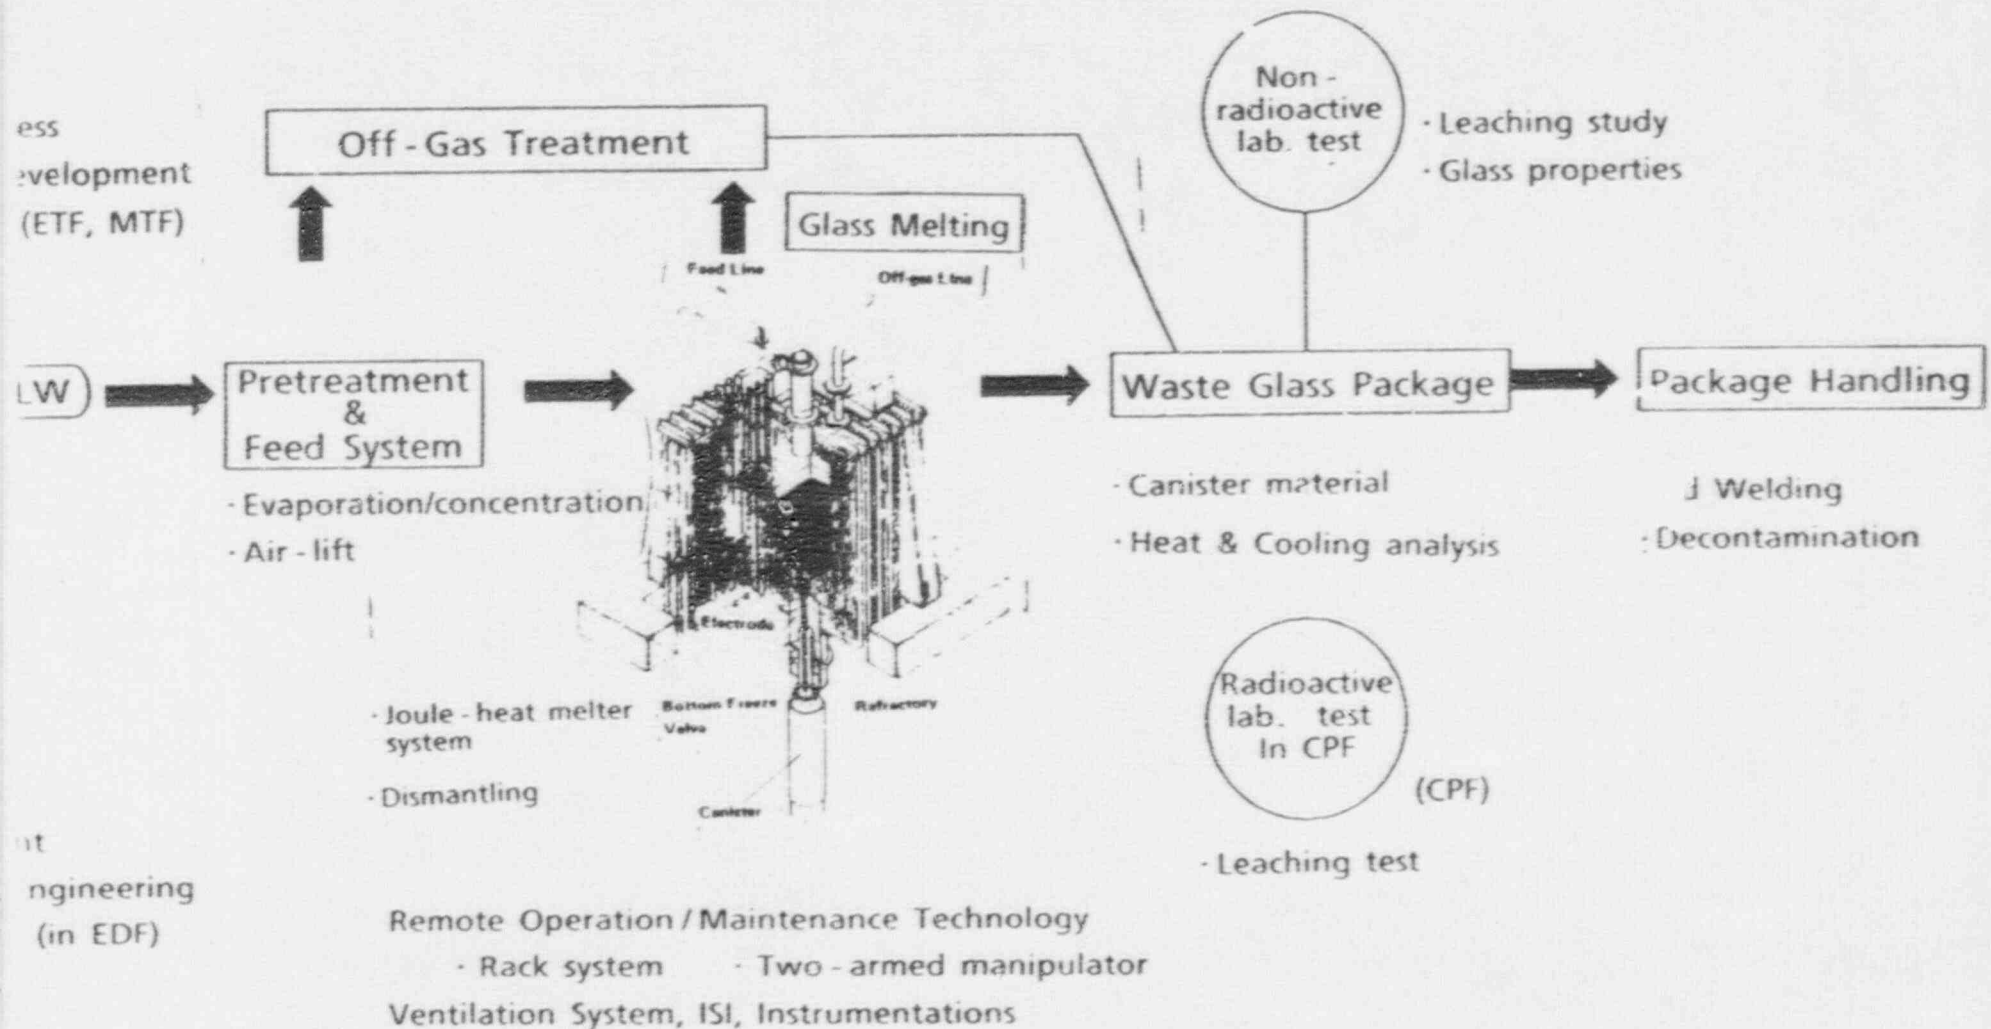 Non -
radioactive
lab. test
· Leaching study
· Glass properties
ess
evelopment
(ETF, MTF)
Off - Gas Treatment
Glass Melting
Feed Line
Off-gas Line
LW
Pretreatment
&
Feed System
· Evaporation/concentration
· Air - lift
Waste Glass Package
· Canister material
· Heat & Cooling analysis
Package Handling
d Welding
· Decontamination
Electrode
Bottom Freeze
Valve
Refractory
Canister
· Joule - heat melter
system
· Dismantling
Radioactive
lab. test
In CPF
(CPF)
· Leaching test
nt
ngineering
(in EDF)
Remote Operation / Maintenance Technology
· Rack system · Two - armed manipulator
Ventilation System, ISI, Instrumentations